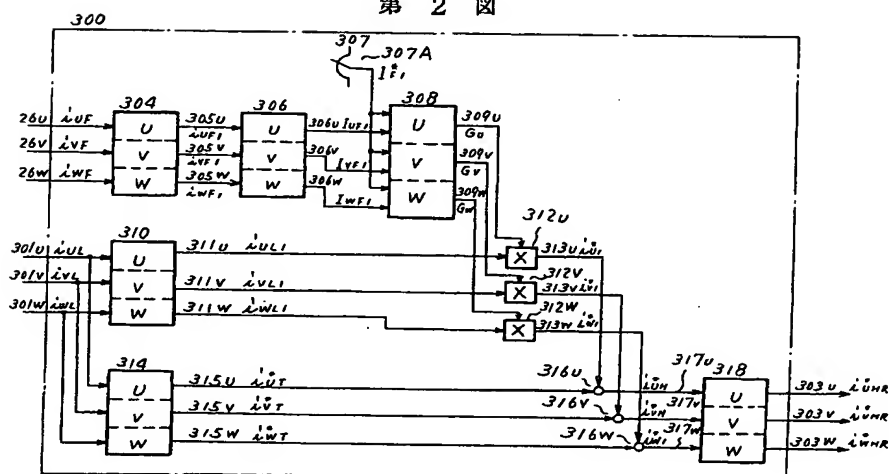 第 2 図
300
307
307A
I*F1
304
306
308
26U iUF
U
305U
iUF1
U
306U IUF1
U
309U
GU
26V iVF
V
305V
iVF1
V
306V
IVF1
V
309V
GV
26W iWF
W
305W
iWF1
W
306W
IWF1
W
309W
GW
312U
301U iUL
310
U
311U iUL1
X
313U i*U1
312V
301V iVL
V
311V iVL1
X
313V i*V1
312W
301W iWL
W
311W iWL1
X
313W i*W1
314
U
315U i*UT
316U
i*UH
317U
318
U
303U i*UHR
V
315V i*VT
316V
i*VH
317V
V
303V i*VHR
W
315W i*WT
316W
317W
W
303W i*WHR